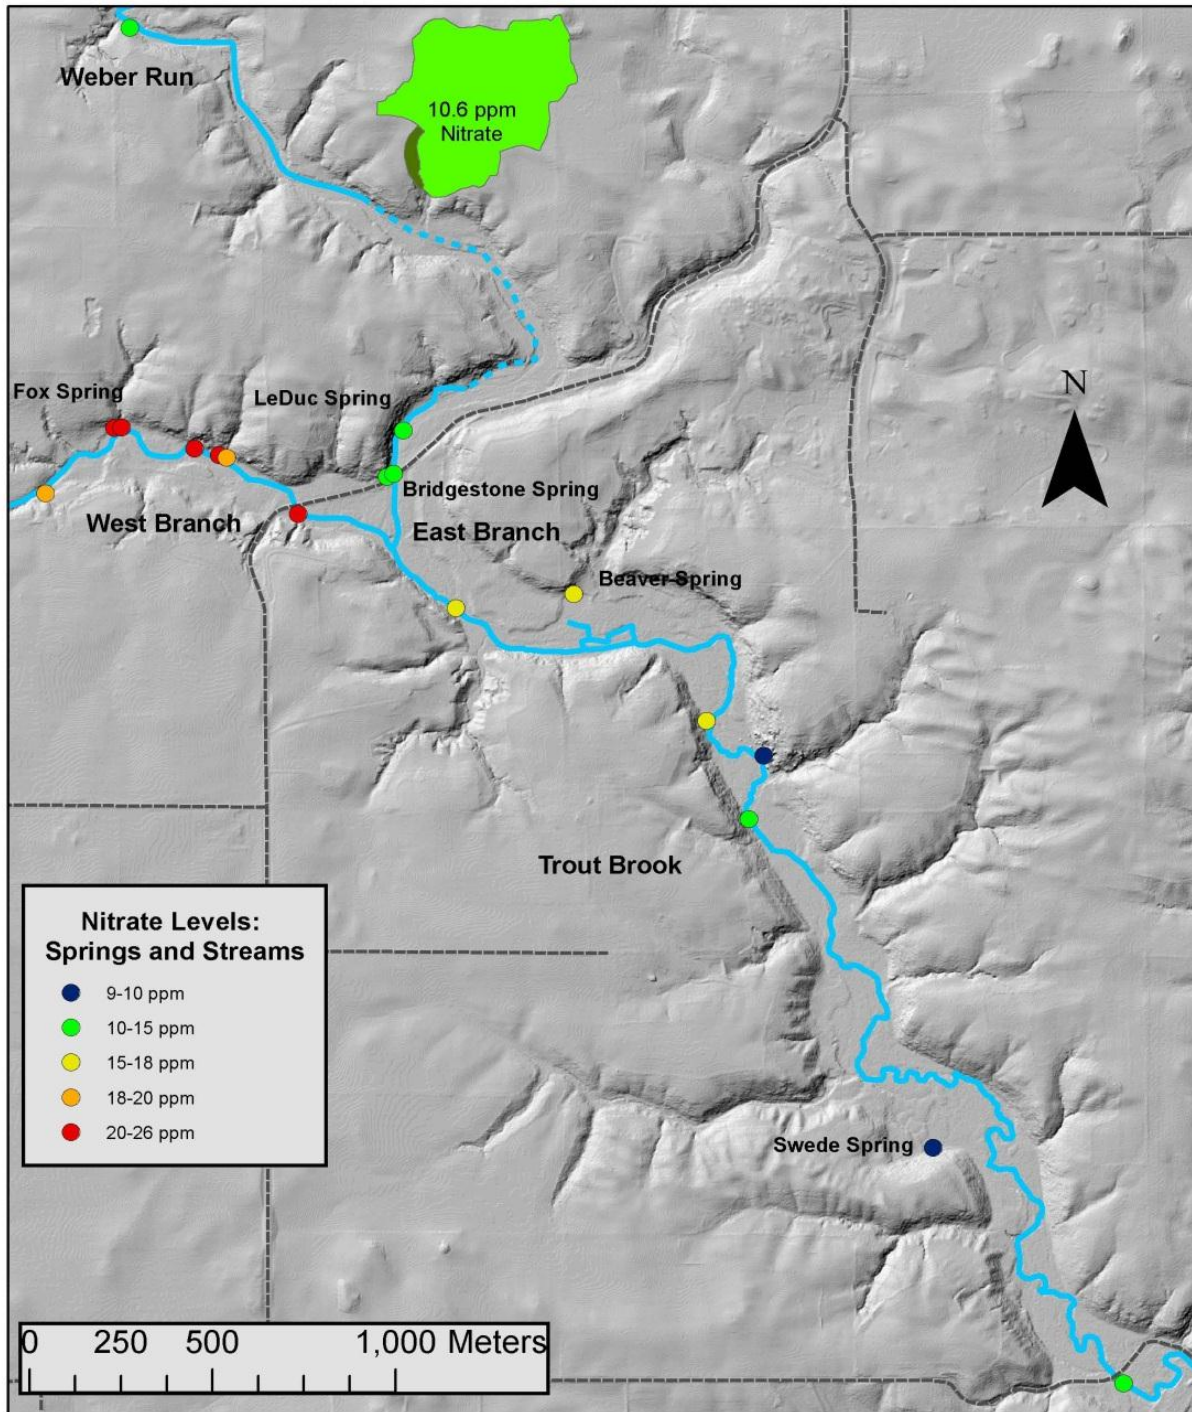 Weber Run
10.6 ppm
Nitrate
Fox Spring
LeDuc Spring
N
Bridgestone Spring
West Branch
East Branch
Beaver Spring
Trout Brook
Nitrate Levels:
Springs and Streams
9-10 ppm
10-15 ppm
15-18 ppm
18-20 ppm
20-26 ppm
Swede Spring
0 250 500 1,000 Meters